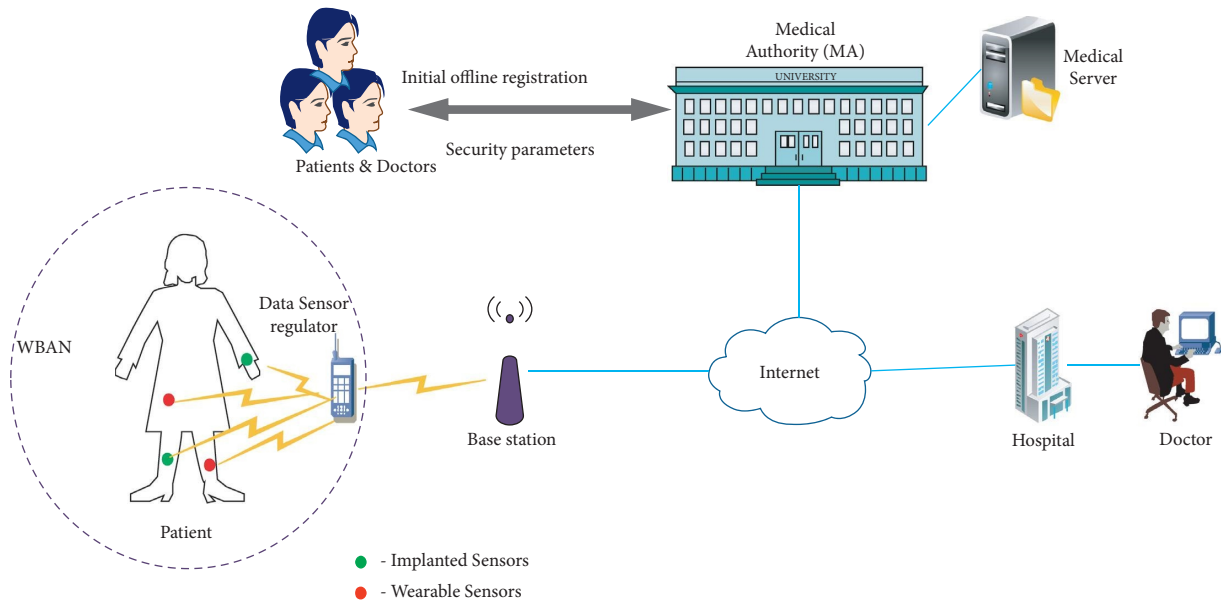 Medical
Authority (MA)
UNIVERSITY
Medical
Server
Initial offline registration
Security parameters
Patients & Doctors
WBAN
Data Sensor
regulator
Patient
Base station
Internet
Hospital
Doctor
- Implanted Sensors
- Wearable Sensors